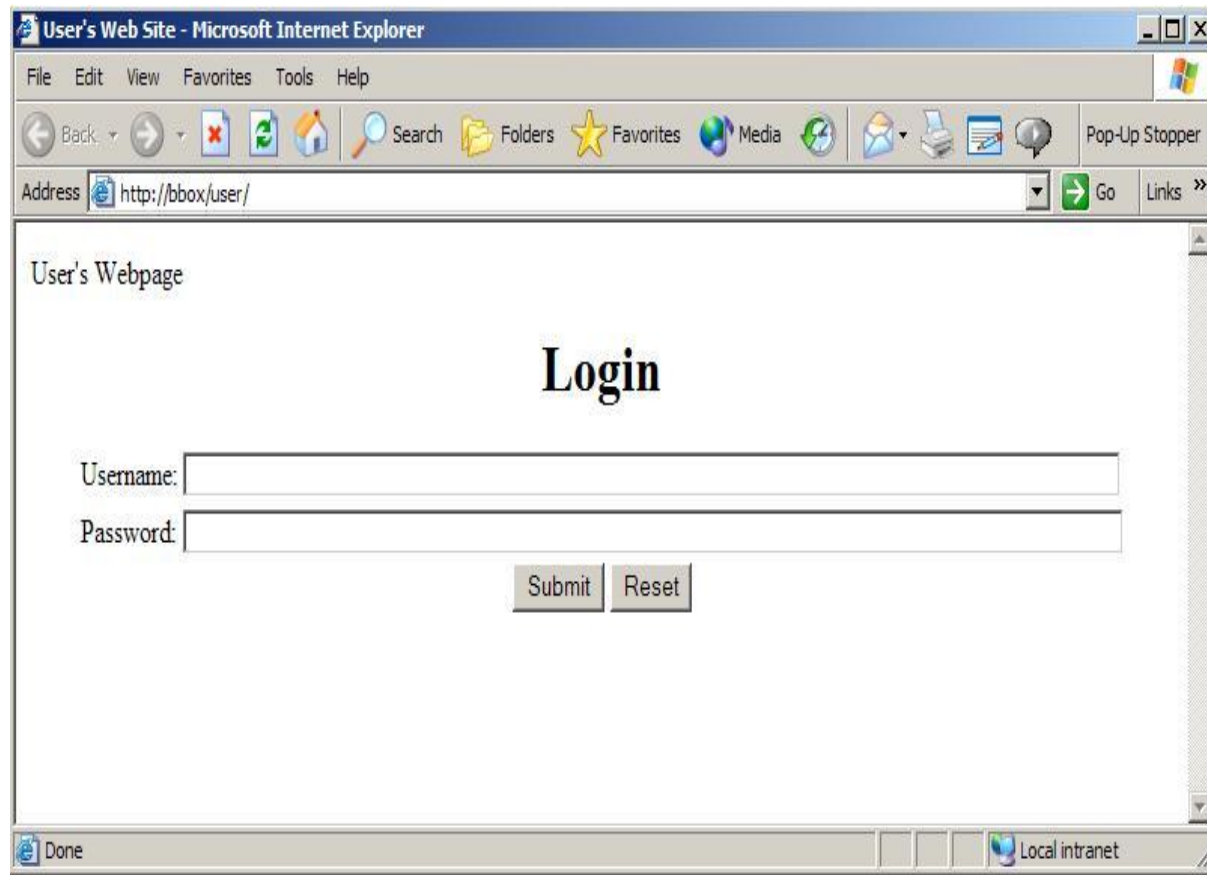 User's Web Site - Microsoft Internet Explorer
File Edit View Favorites Tools Help
Back Search Folders Favorites Media Pop-Up Stopper
Address http://bbox/user/ Go Links »
User's Webpage
Login
Username:
Password:
Submit Reset
Done Local intranet